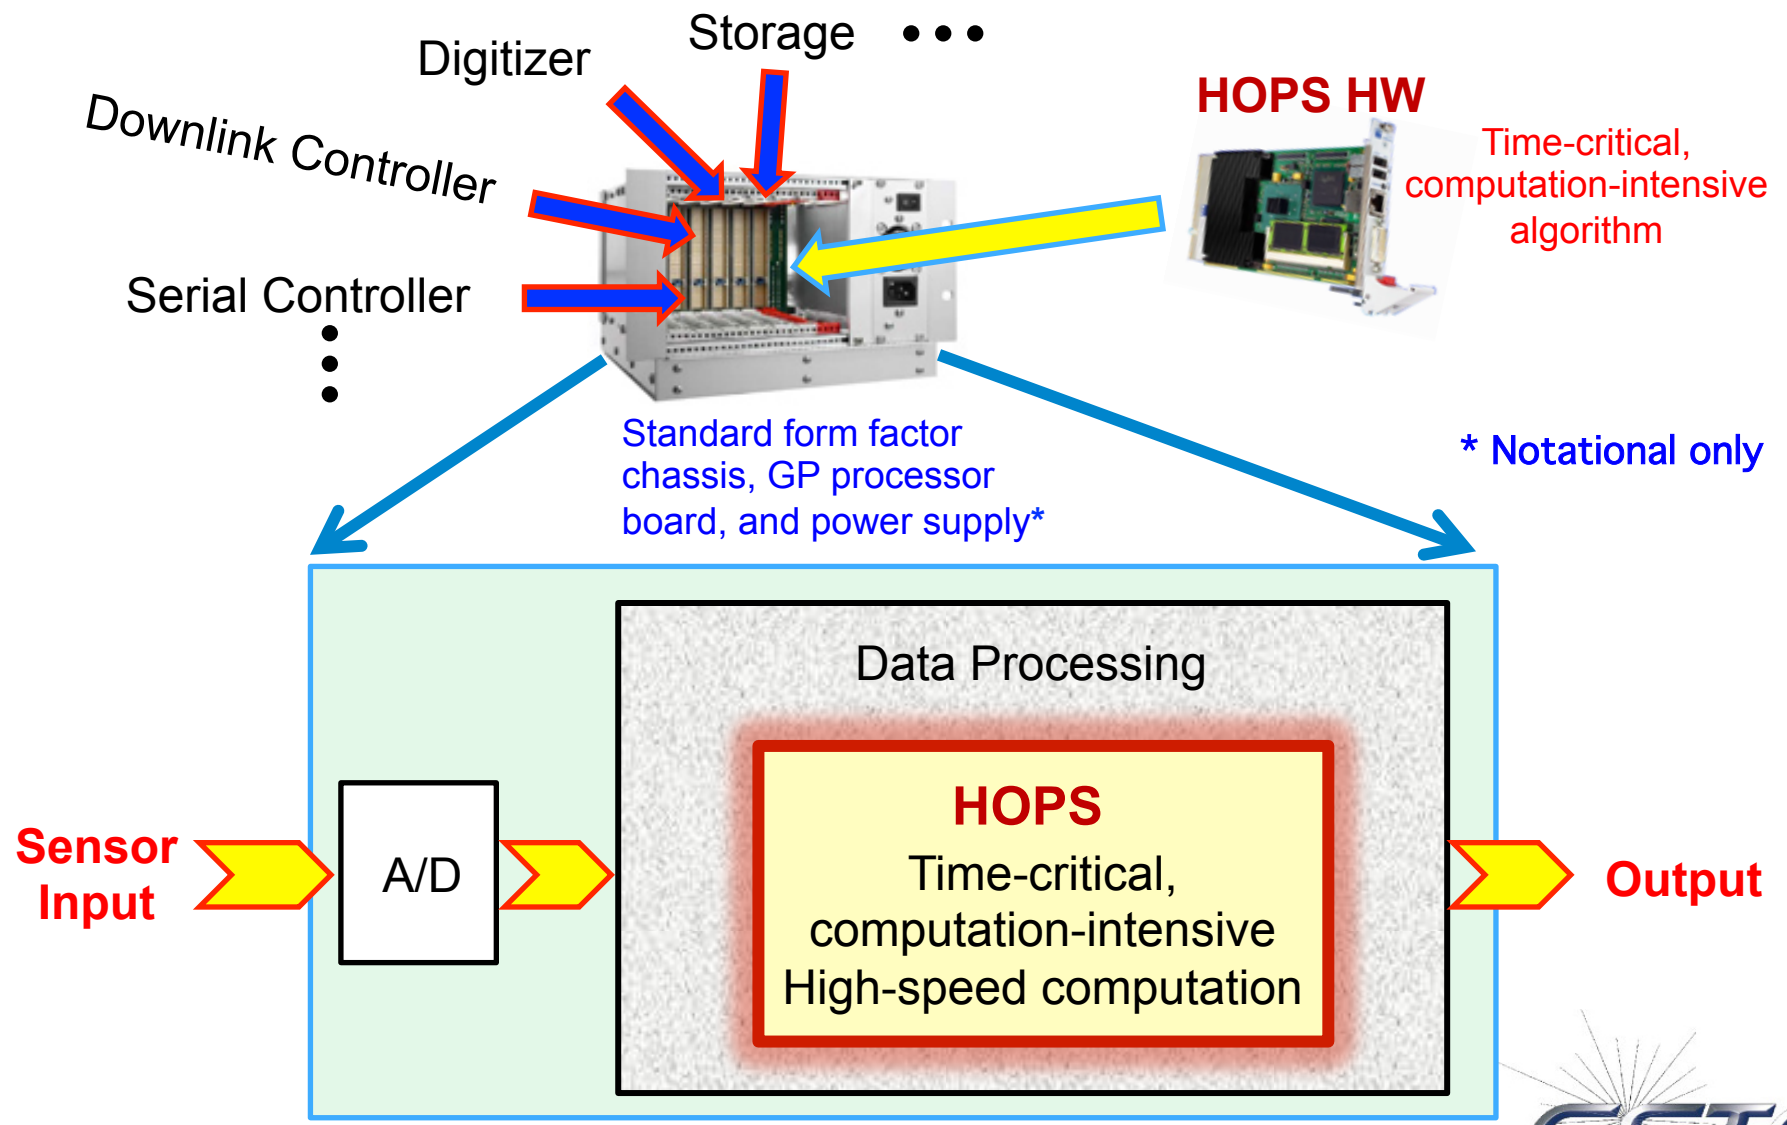 Storage
Digitizer
Downlink Controller
Serial Controller
HOPS HW
Time-critical,
computation-intensive
algorithm
Standard form factor
chassis, GP processor
board, and power supply*
* Notational only
Data Processing
HOPS
Time-critical,
computation-intensive
High-speed computation
A/D
Sensor
Input
Output